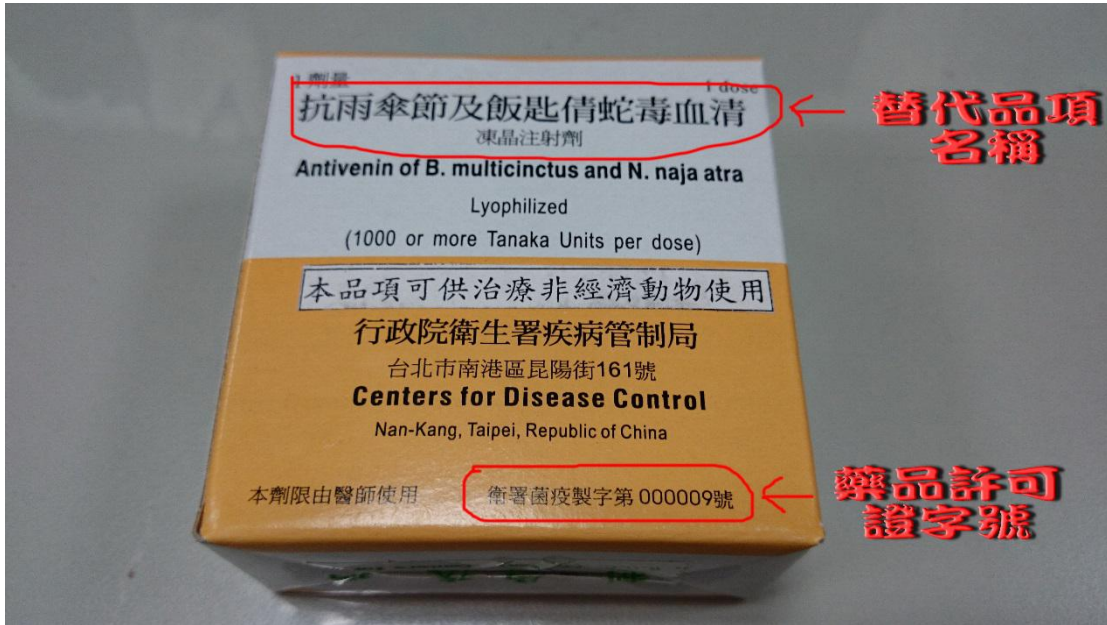 1 劑量
1 dose
抗雨傘節及飯匙倩蛇毒血清
凍晶注射劑
Antivenin of B. multicinctus and N. naja atra
Lyophilized
(1000 or more Tanaka Units per dose)
本品項可供治療非經濟動物使用
行政院衛生署疾病管制局
台北市南港區昆陽街161號
Centers for Disease Control
Nan-Kang, Taipei, Republic of China
本劑限由醫師使用
衛署菌疫製字第 000009號
替代品項
名稱
藥品許可
證字號